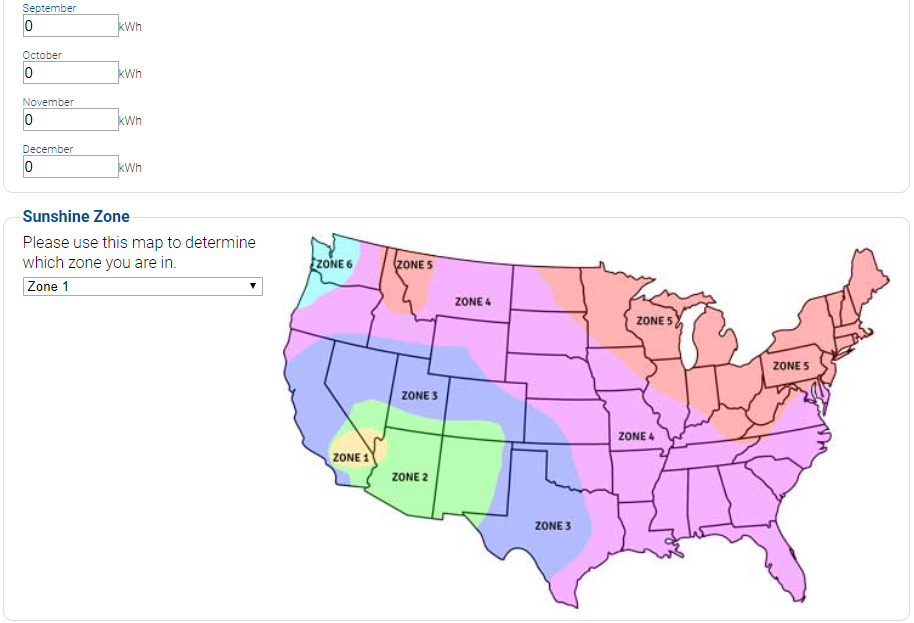 September
0 kWh
October
0 kWh
November
0 kWh
December
0 kWh
Sunshine Zone
Please use this map to determine
which zone you are in.
Zone 1
ZONE 6
ZONE 5
ZONE 4
ZONE 5
ZONE 5
ZONE 3
ZONE 4
ZONE 1
ZONE 2
ZONE 3